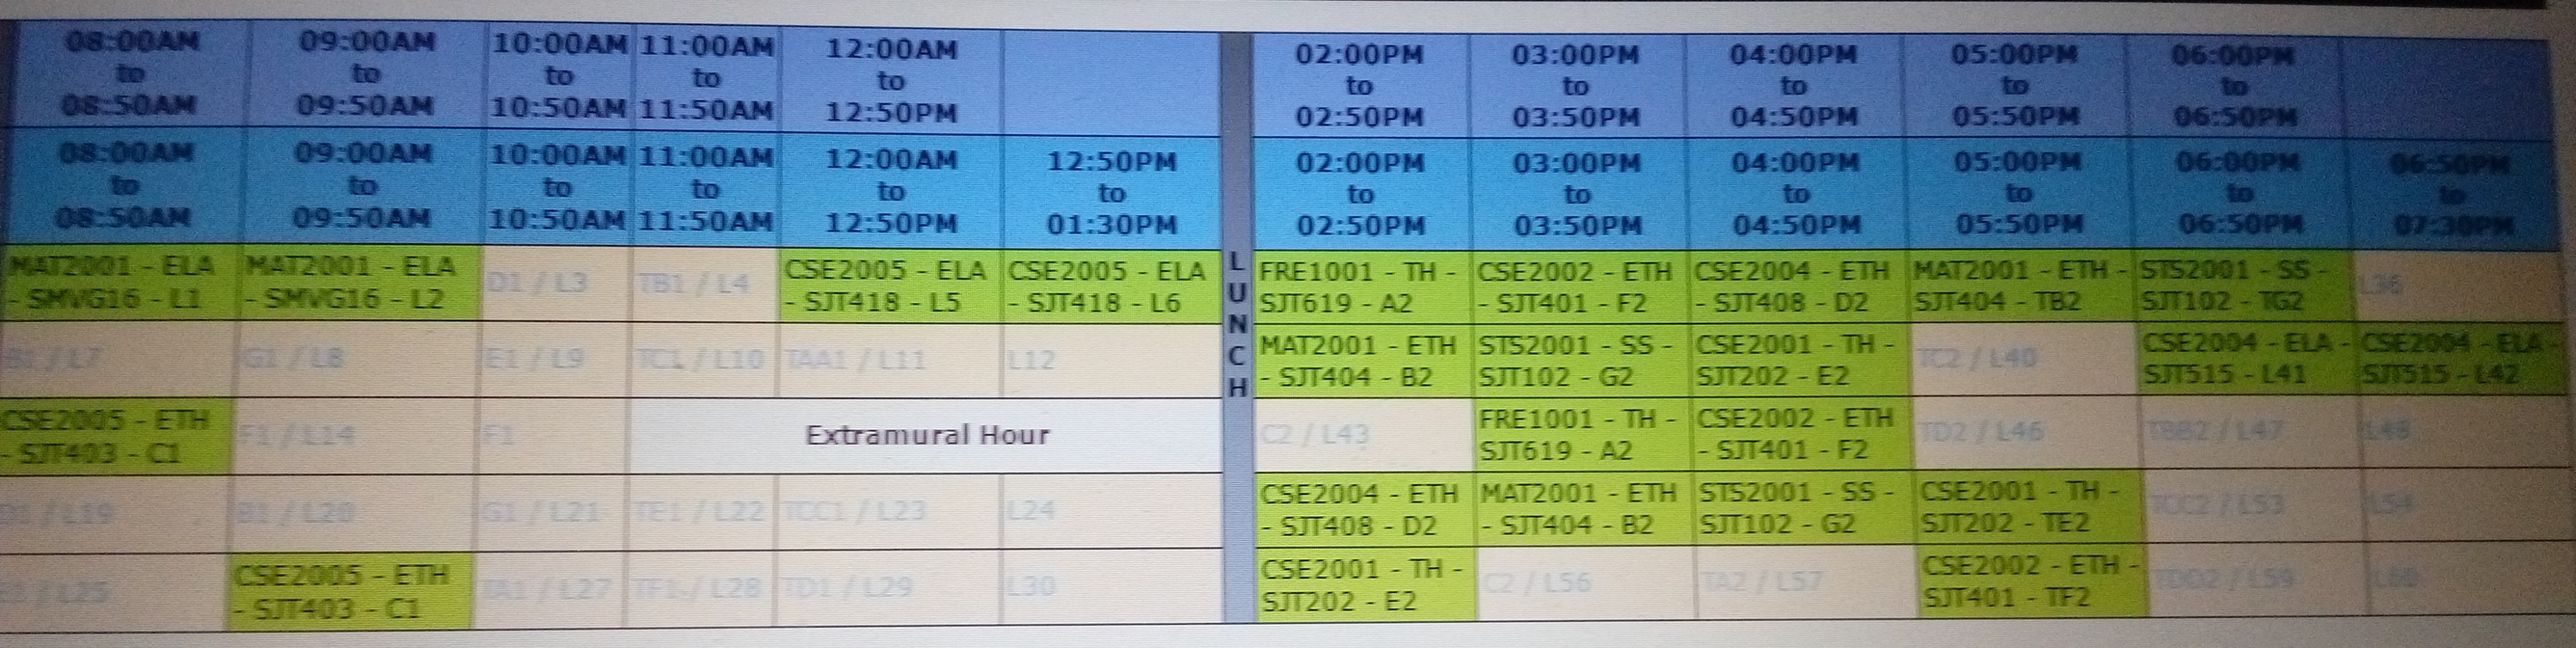 08:00AM
to
08:50AM
09:00AM
to
09:50AM
10:00AM
to
10:50AM
11:00AM
to
11:50AM
12:00AM
to
12:50PM
02:00PM
to
02:50PM
03:00PM
to
03:50PM
04:00PM
to
04:50PM
05:00PM
to
05:50PM
06:00PM
to
06:50PM
08:00AM
to
08:50AM
09:00AM
to
09:50AM
10:00AM
to
10:50AM
11:00AM
to
11:50AM
12:00AM
to
12:50PM
12:50PM
to
01:30PM
02:00PM
to
02:50PM
03:00PM
to
03:50PM
04:00PM
to
04:50PM
05:00PM
to
05:50PM
06:00PM
to
06:50PM
06:50PM
to
07:30PM
MAT2001 - ELA
- SMVG16 - L1
MAT2001 - ELA
- SMVG16 - L2
D1 / L3
TB1 / L4
CSE2005 - ELA
- SJT418 - L5
CSE2005 - ELA
- SJT418 - L6
L
U
N
C
H
FRE1001 - TH -
SJT619 - A2
CSE2002 - ETH
- SJT401 - F2
CSE2004 - ETH
- SJT408 - D2
MAT2001 - ETH -
SJT404 - TB2
STS2001 - SS -
SJT102 - TG2
L36
B1 / L7
G1 / L8
E1 / L9
TC1 / L10
TAA1 / L11
L12
MAT2001 - ETH
- SJT404 - B2
STS2001 - SS -
SJT102 - G2
CSE2001 - TH -
SJT202 - E2
TC2 / L40
CSE2004 - ELA -
SJT515 - L41
CSE2004 - ELA -
SJT515 - L42
CSE2005 - ETH
- SJT403 - C1
F1 / L14
F1
Extramural Hour
C2 / L43
FRE1001 - TH -
SJT619 - A2
CSE2002 - ETH
- SJT401 - F2
TD2 / L46
TBB2 / L47
L48
/ L19
B1 / L20
G1 / L21
TE1 / L22
TCC1 / L23
L24
CSE2004 - ETH
- SJT408 - D2
MAT2001 - ETH
- SJT404 - B2
STS2001 - SS -
SJT102 - G2
CSE2001 - TH -
SJT202 - TE2
TCC2 / L53
L54
/ L25
CSE2005 - ETH
- SJT403 - C1
TA1 / L27
TF1 / L28
TD1 / L29
L30
CSE2001 - TH -
SJT202 - E2
C2 / L56
TA2 / L57
CSE2002 - ETH -
SJT401 - TF2
TDD2 / L59
L60